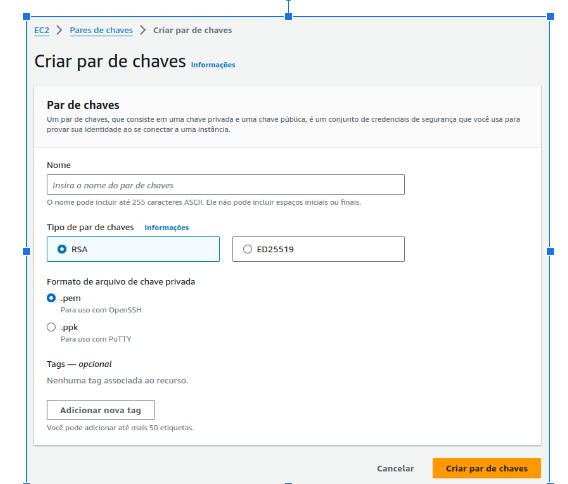 EC2 > Pares de chaves > Criar par de chaves
Criar par de chaves Informações
Par de chaves
Um par de chaves, que consiste em uma chave privada e uma chave pública, é um conjunto de credenciais de segurança que você usa para
provar sua identidade ao se conectar a uma instância.
Nome
Insira o nome do par de chaves
O nome pode incluir até 255 caracteres ASCII. Ele não pode incluir espaços iniciais ou finais.
Tipo de par de chaves Informações
RSA
ED25519
Formato de arquivo de chave privada
.pem
Para uso com OpenSSH
.ppk
Para uso com PuTTY
Tags — opcional
Nenhuma tag associada ao recurso.
Adicionar nova tag
Você pode adicionar até mais 50 etiquetas.
Cancelar
Criar par de chaves